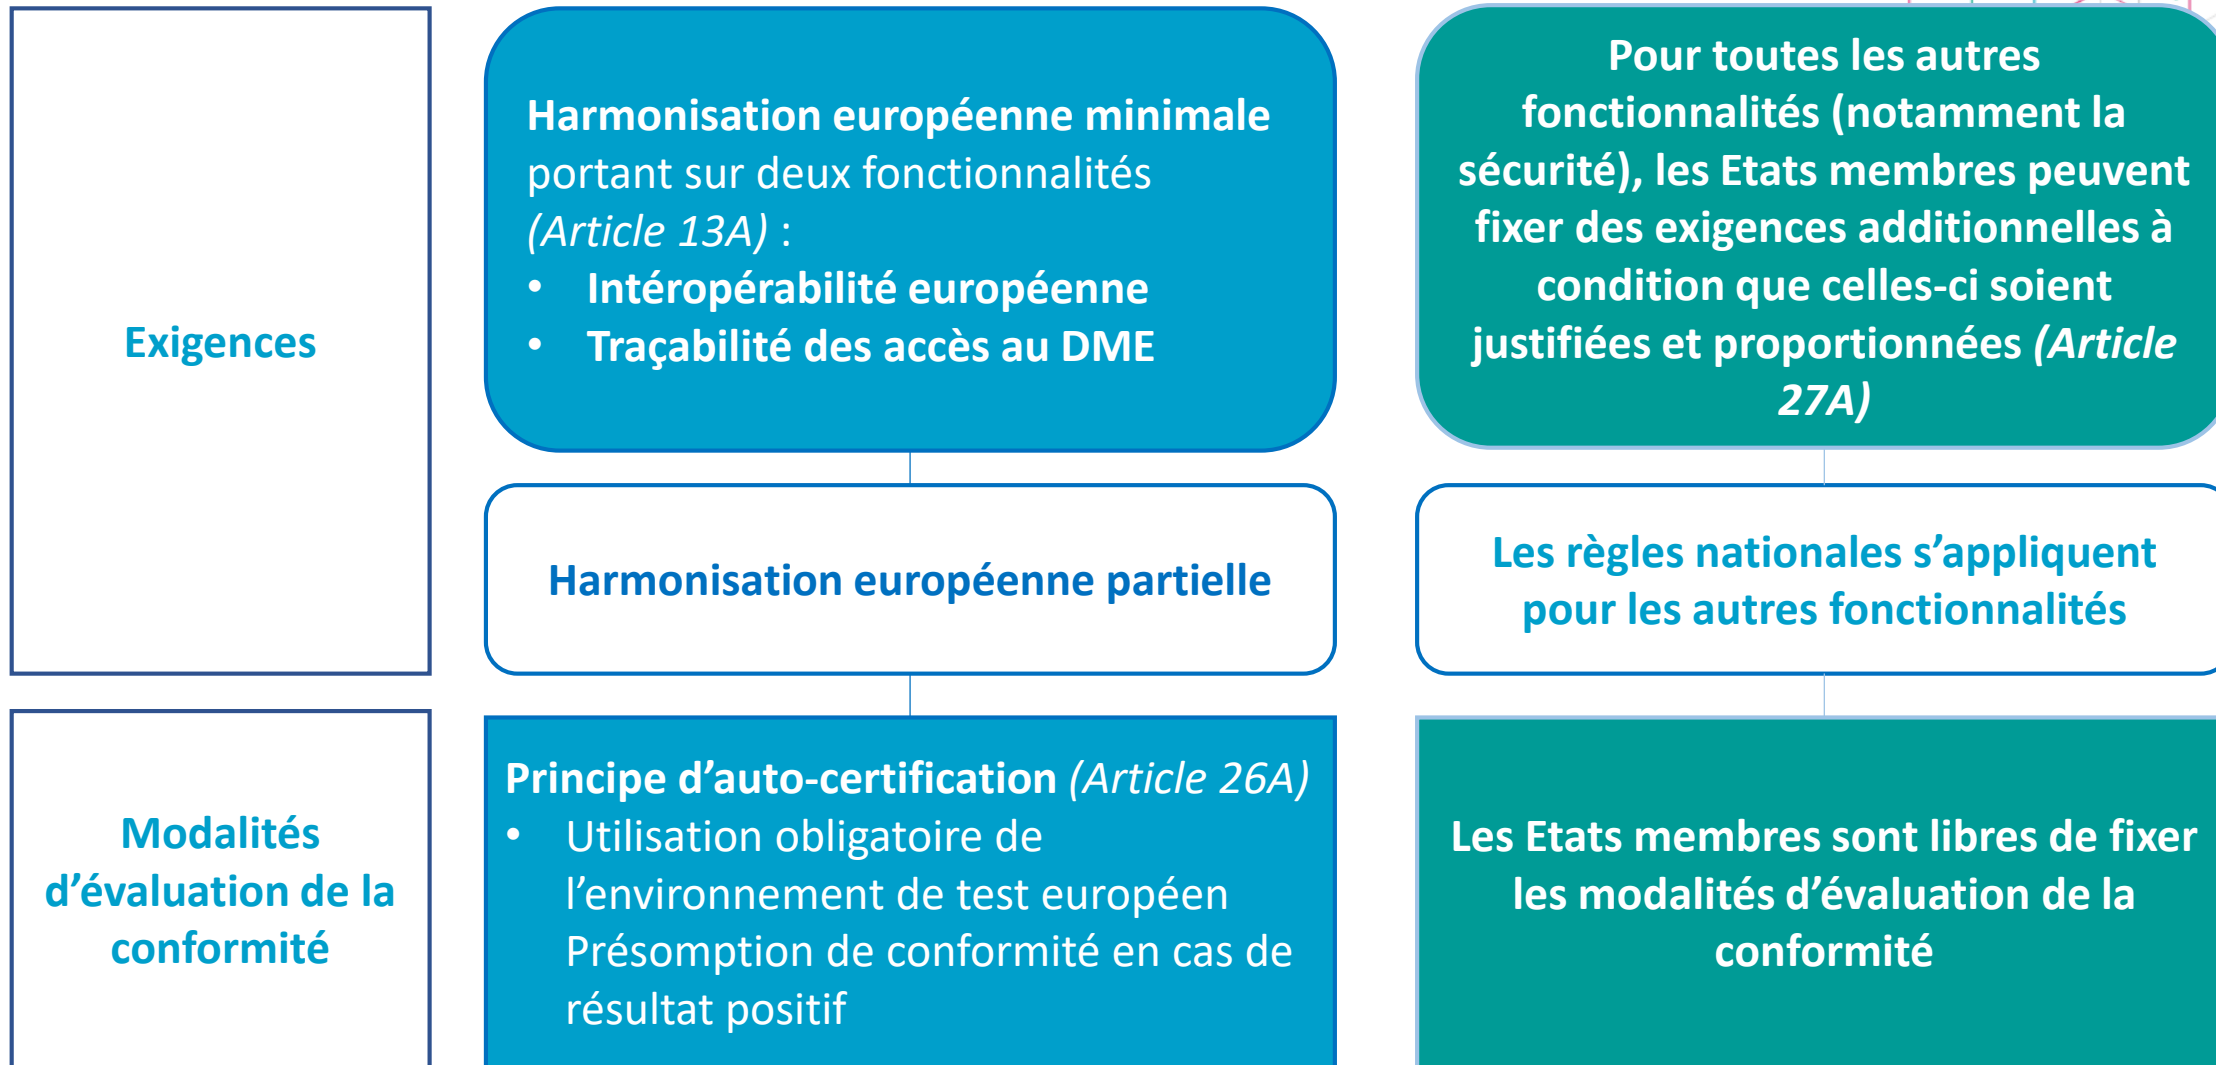 Exigences
Harmonisation européenne minimale
portant sur deux fonctionnalités
(Article 13A) :
• Intéropérabilité européenne
• Traçabilité des accès au DME
Pour toutes les autres
fonctionnalités (notamment la
sécurité), les Etats membres peuvent
fixer des exigences additionnelles à
condition que celles-ci soient
justifiées et proportionnées (Article
27A)
Harmonisation européenne partielle
Les règles nationales s’appliquent
pour les autres fonctionnalités
Modalités
d’évaluation de la
conformité
Principe d’auto-certification (Article 26A)
• Utilisation obligatoire de
l’environnement de test européen
Présomption de conformité en cas de
résultat positif
Les Etats membres sont libres de fixer
les modalités d’évaluation de la
conformité